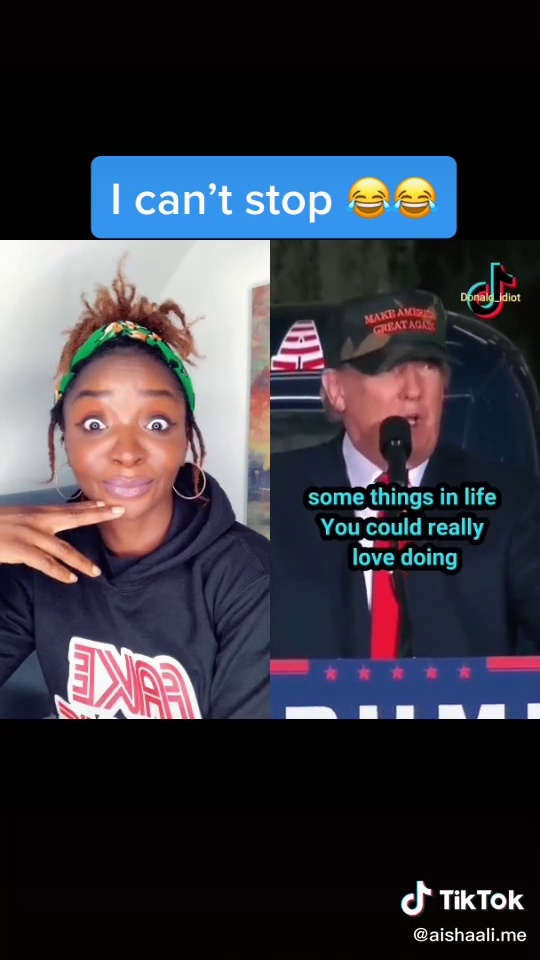 I can't stop 😂😂
Donald_idiot
MAKE AMERICA
GREAT AGAIN
some things in life
You could really
love doing
FAKE
TikTok
@aishaali.me